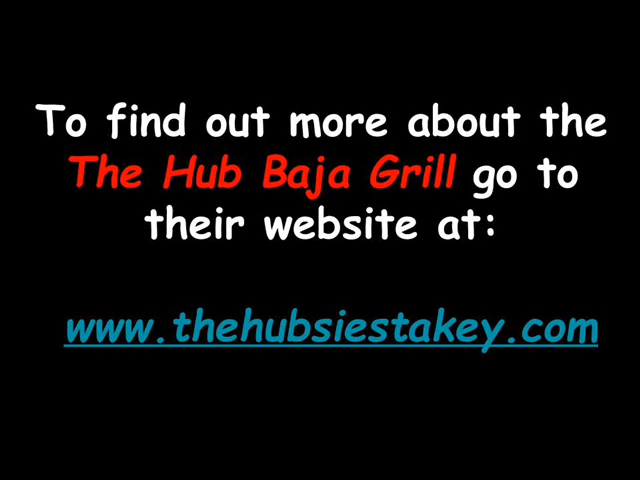 To find out more about the
The Hub Baja Grill go to
their website at:
www.thehubsiestakey.com